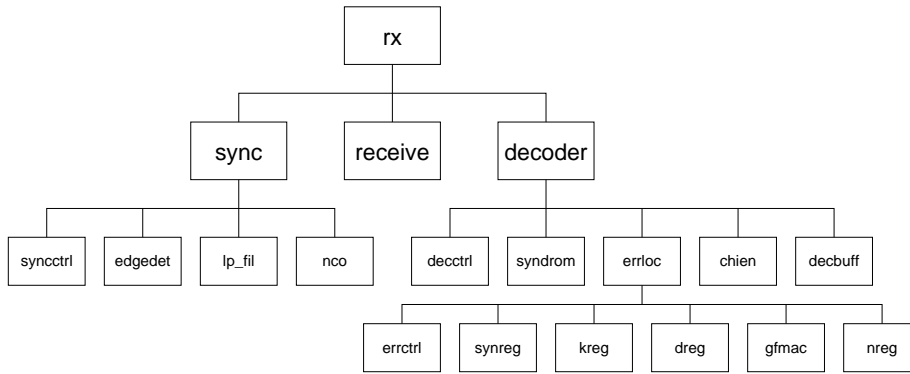 rx
sync receive decoder
syncctrl edgedet lp_fil nco decctrl syndrom errloc chien decbuff
errctrl synreg kreg dreg gfmac nreg